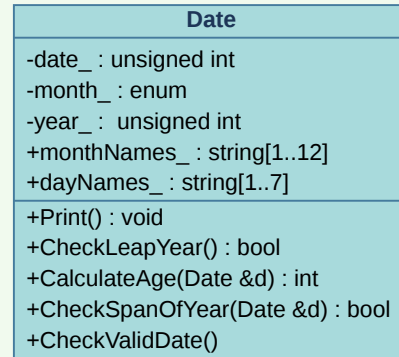 Date
-date_ : unsigned int
-month_ : enum
-year_ : unsigned int
+monthNames_ : string[1..12]
+dayNames_ : string[1..7]
+Print() : void
+CheckLeapYear() : bool
+CalculateAge(Date &d) : int
+CheckSpanOfYear(Date &d) : bool
+CheckValidDate()